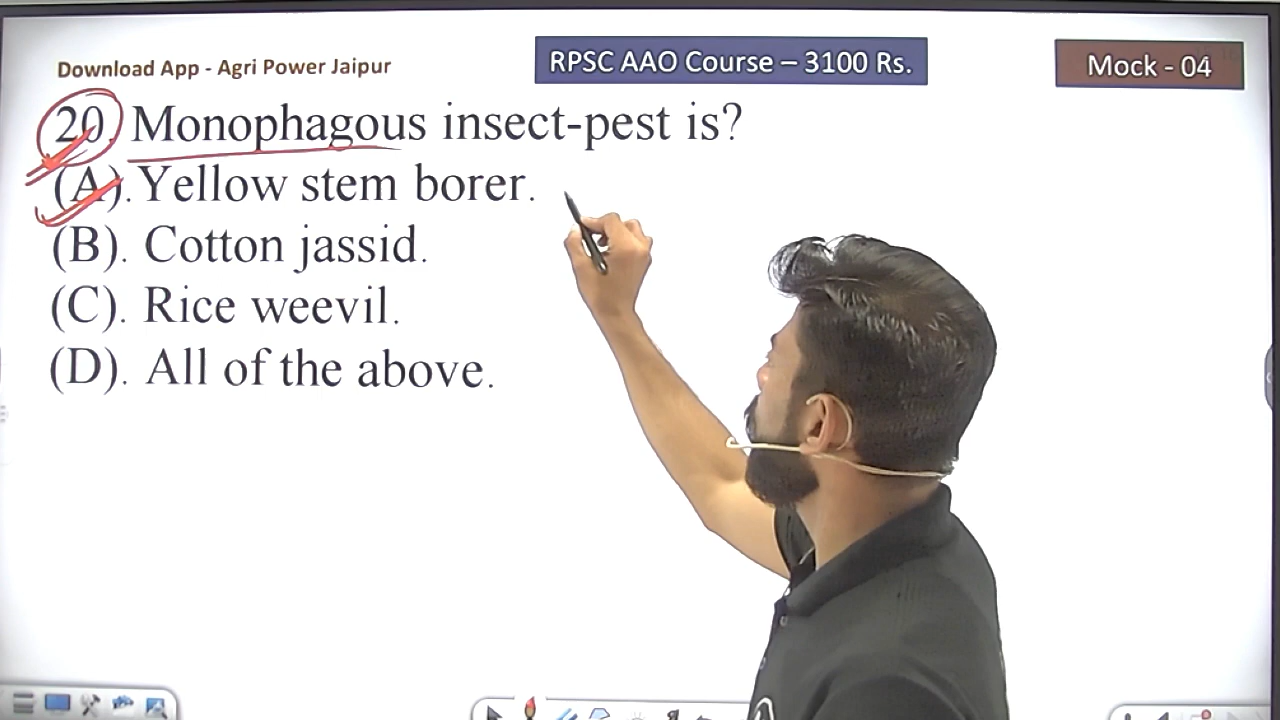 Download App - Agri Power Jaipur
RPSC AAO Course – 3100 Rs.
Mock - 04
20. Monophagous insect-pest is?
(A). Yellow stem borer.
(B). Cotton jassid.
(C). Rice weevil.
(D). All of the above.